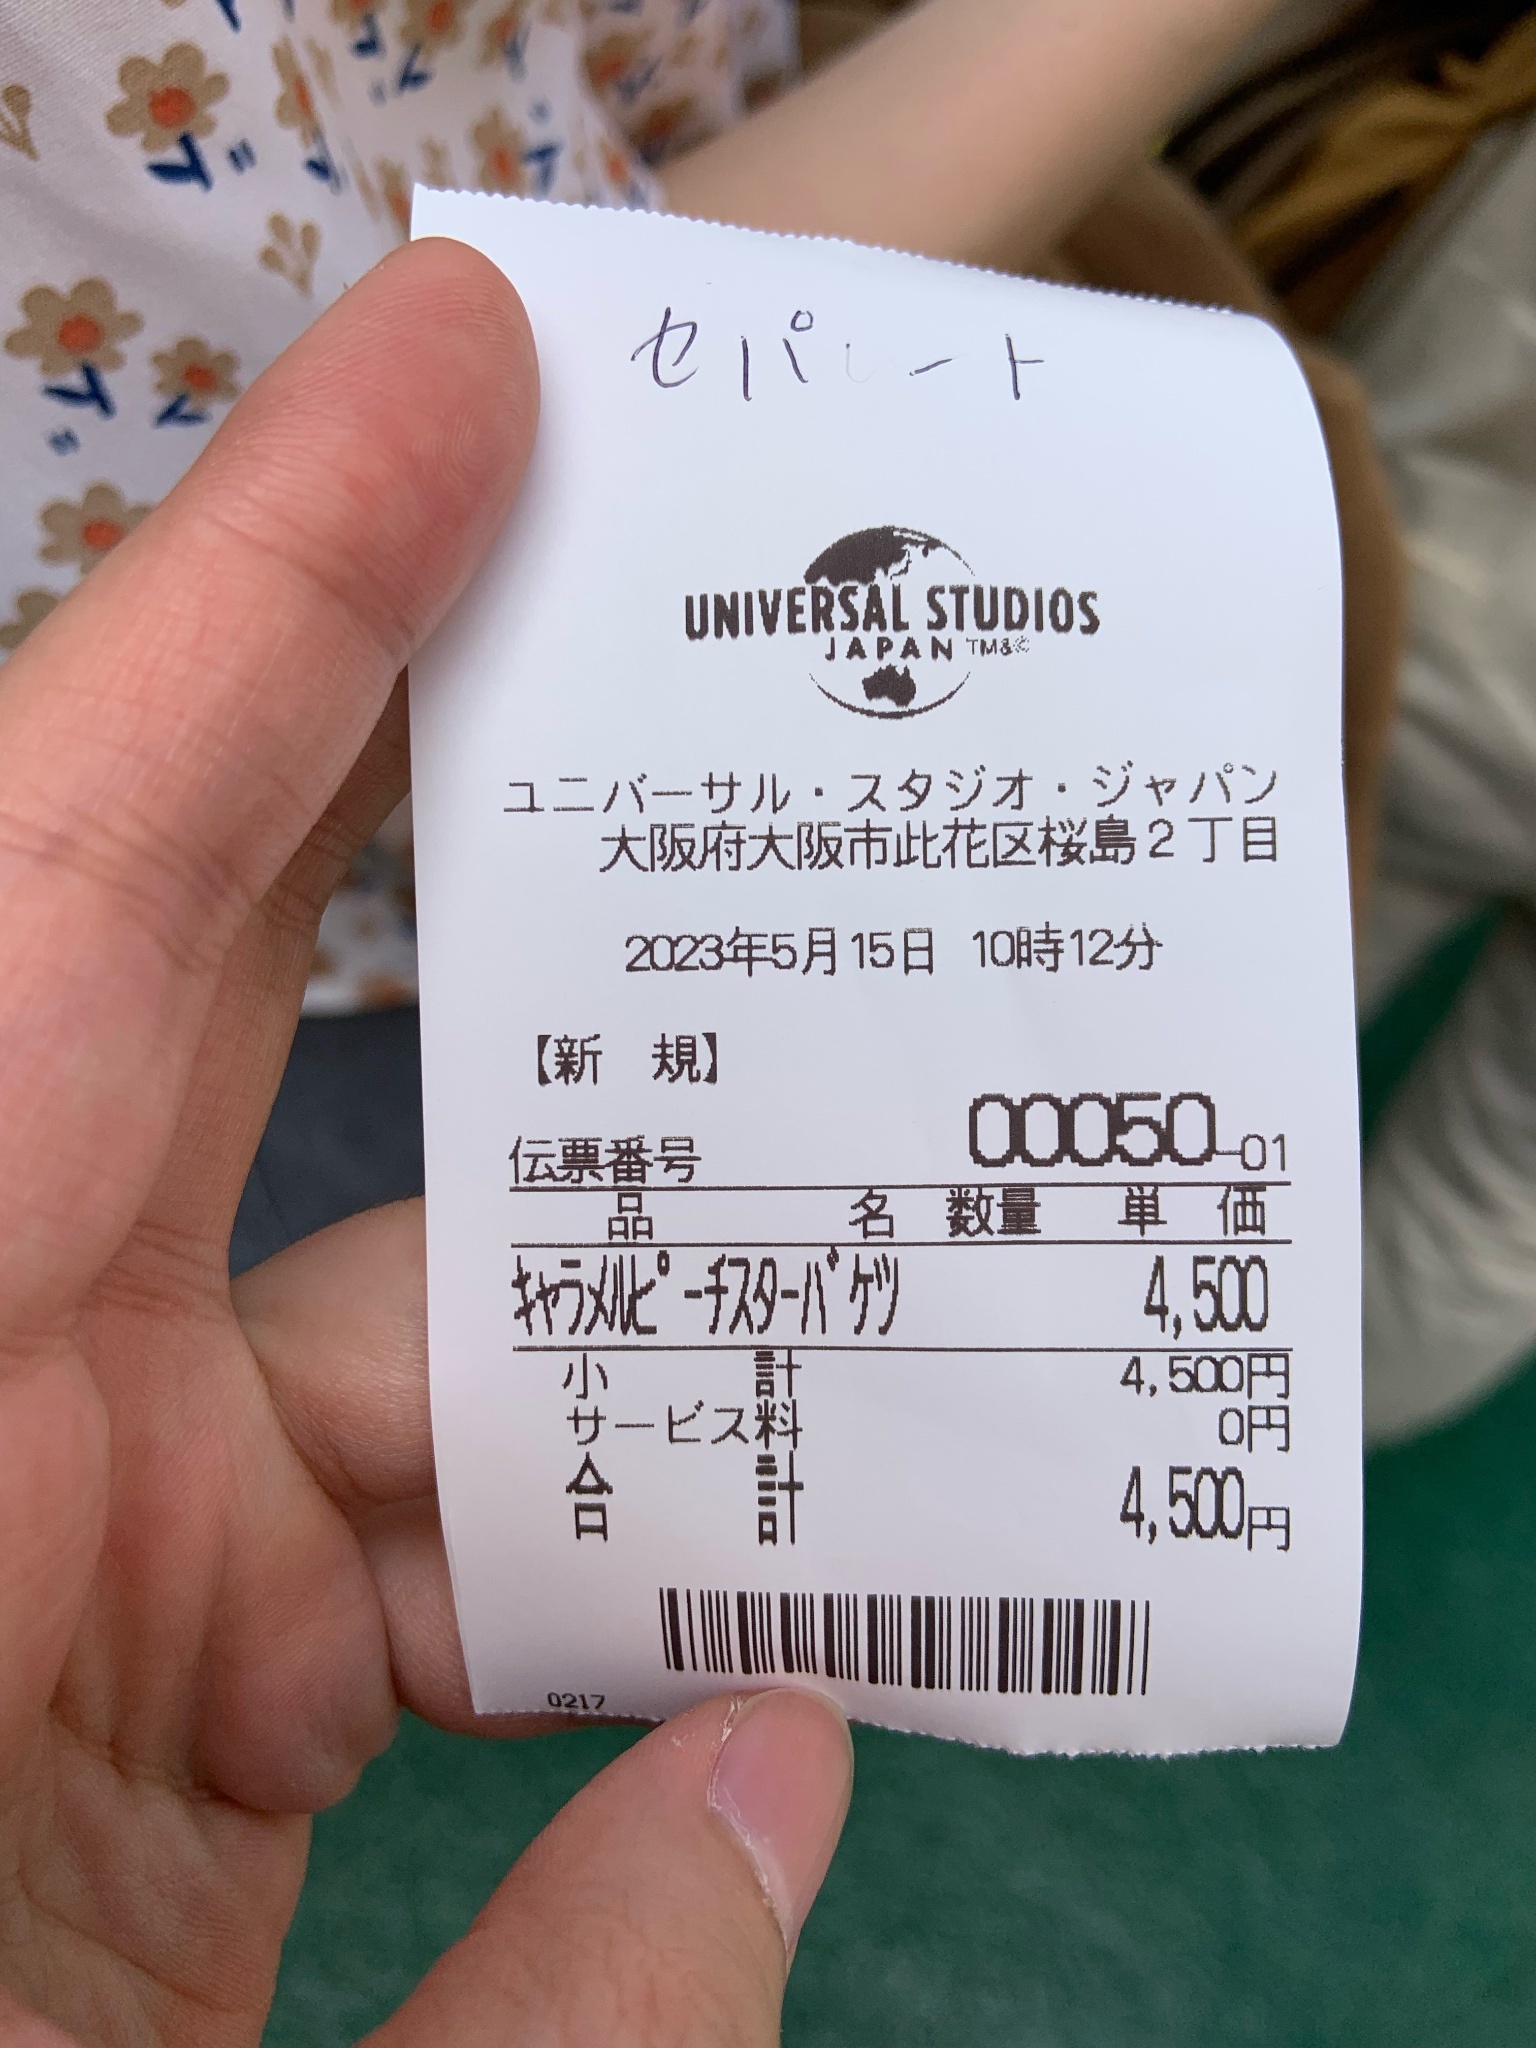 セパレート
UNIVERSAL STUDIOS
JAPAN TM&©
ユニバーサル・スタジオ・ジャパン
大阪府大阪市此花区桜島2丁目
2023年5月15日 10時12分
【新 規】
伝票番号 00050-01
品 名 数量 単 価
ｷｬﾗﾒﾙﾋﾟｰﾁｽﾀｰﾊﾞｹﾂ 4,500
小 計 4,500円
サービス料 0円
合 計 4,500円
0217